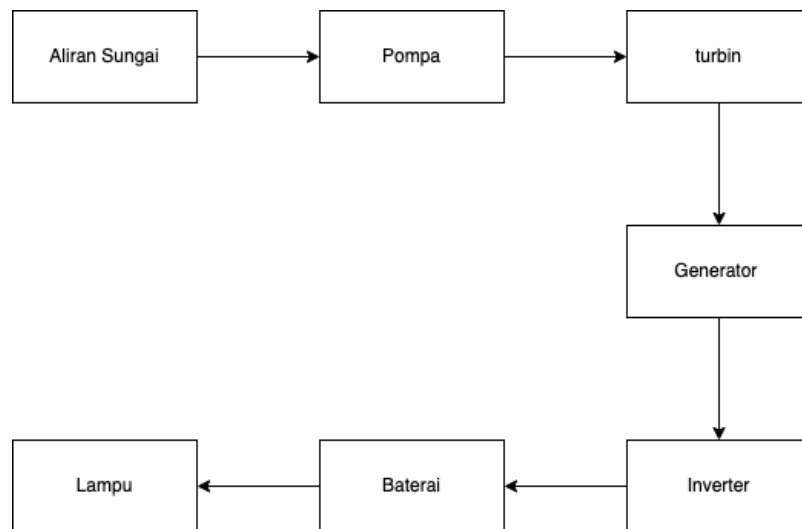 Aliran Sungai
Pompa
turbin
Generator
Inverter
Baterai
Lampu